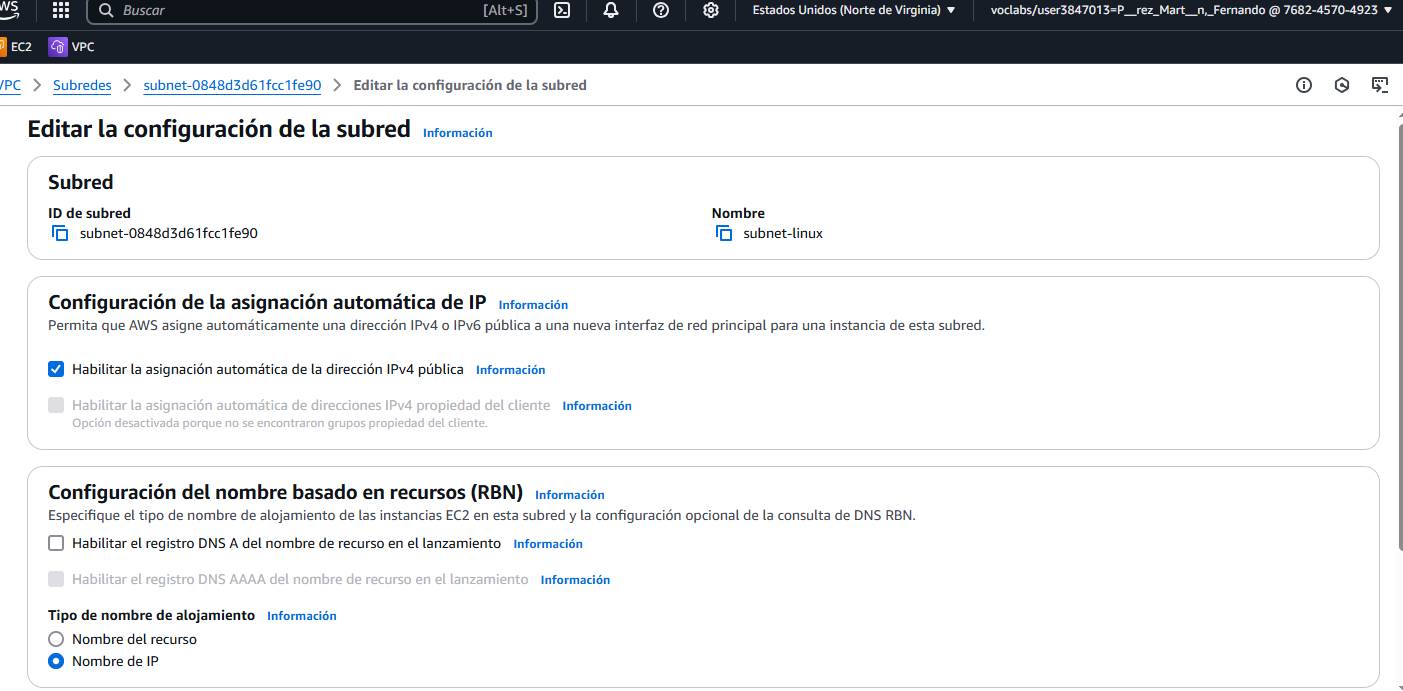 Buscar [Alt+S] Estados Unidos (Norte de Virginia) voclabs/user3847013=P__rez_Mart__n,_Fernando @ 7682-4570-4923
EC2 VPC
VPC Subredes subnet-0848d3d61fcc1fe90 Editar la configuración de la subred
Editar la configuración de la subred Información
Subred
ID de subred Nombre
subnet-0848d3d61fcc1fe90 subnet-linux
Configuración de la asignación automática de IP Información
Permita que AWS asigne automáticamente una dirección IPv4 o IPv6 pública a una nueva interfaz de red principal para una instancia de esta subred.
Habilitar la asignación automática de la dirección IPv4 pública Información
Habilitar la asignación automática de direcciones IPv4 propiedad del cliente Información
Opción desactivada porque no se encontraron grupos propiedad del cliente.
Configuración del nombre basado en recursos (RBN) Información
Especifique el tipo de nombre de alojamiento de las instancias EC2 en esta subred y la configuración opcional de la consulta de DNS RBN.
Habilitar el registro DNS A del nombre de recurso en el lanzamiento Información
Habilitar el registro DNS AAAA del nombre de recurso en el lanzamiento Información
Tipo de nombre de alojamiento Información
Nombre del recurso
Nombre de IP